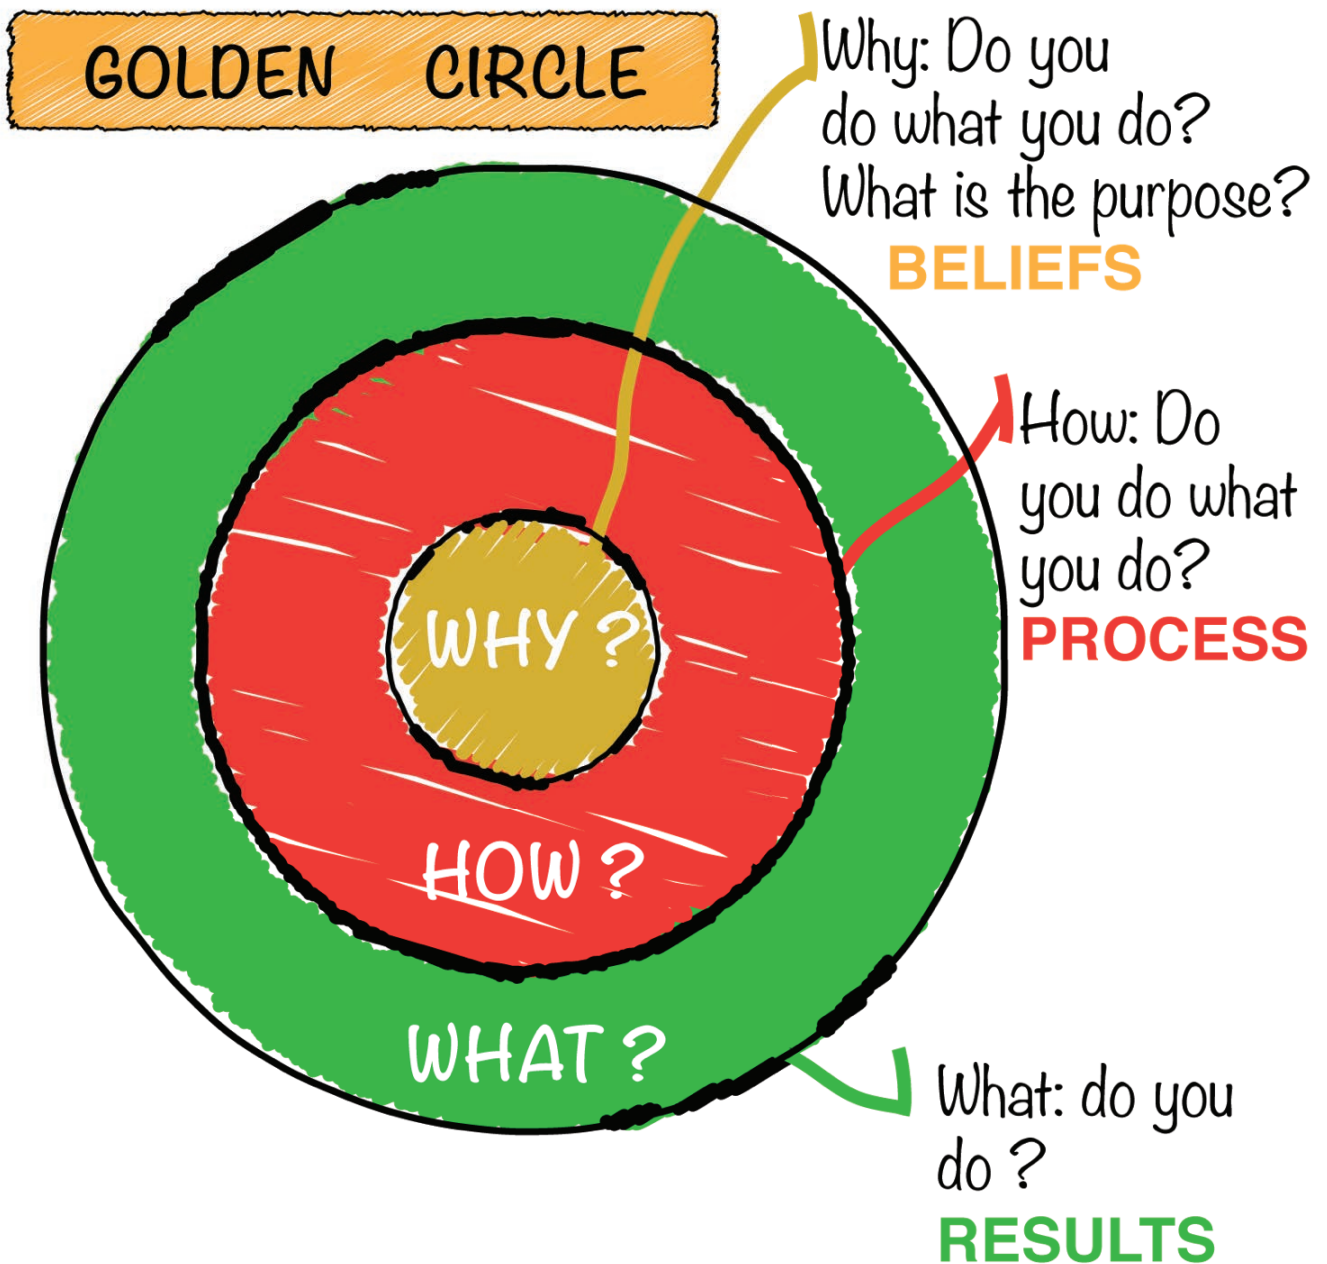 GOLDEN CIRCLE
Why: Do you
do what you do?
What is the purpose?
BELIEFS
How: Do
you do what
you do?
PROCESS
WHY ?
HOW ?
WHAT ?
What: do you
do ?
RESULTS